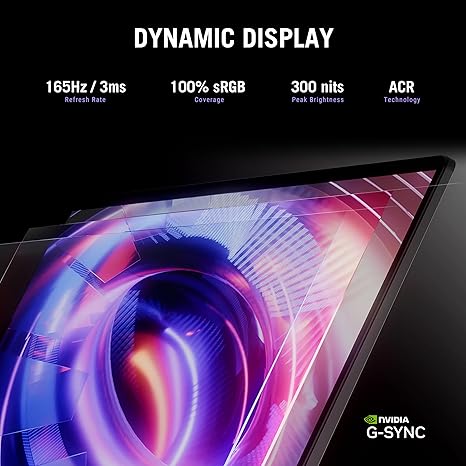 DYNAMIC DISPLAY
165Hz / 3ms
Refresh Rate
100% sRGB
Coverage
300 nits
Peak Brightness
ACR
Technology
NVIDIA
G-SYNC